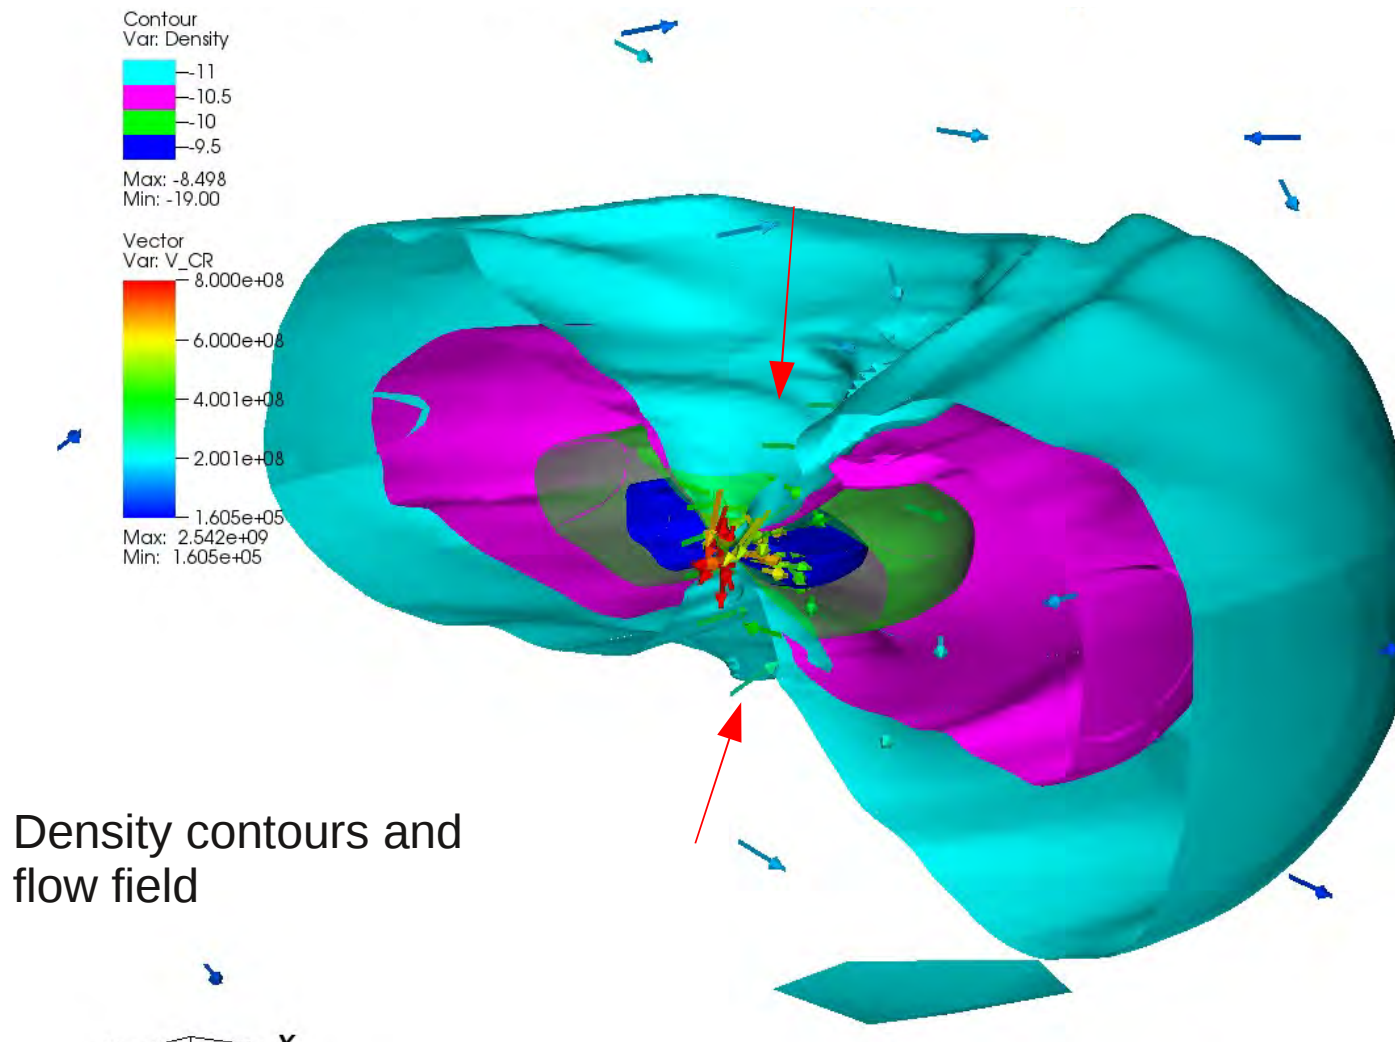 Contour
Var: Density
-11
-10.5
-10
-9.5
Max: -8.498
Min: -19.00
Vector
Var: V_CR
8.000e+08
6.000e+08
4.001e+08
2.001e+08
1.605e+05
Max: 2.542e+09
Min: 1.605e+05
Density contours and
flow field